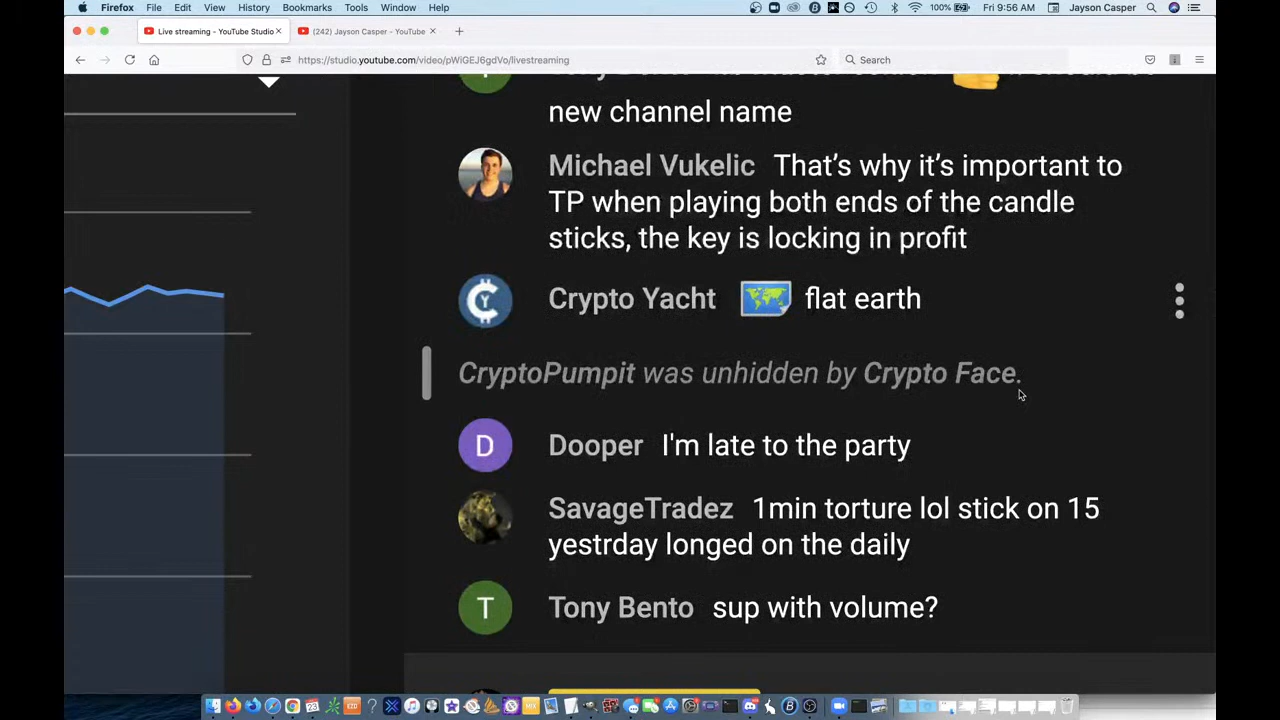 Firefox File Edit View History Bookmarks Tools Window Help 100% Fri 9:56 AM Jayson Casper
Live streaming - YouTube Studio (242) Jayson Casper - YouTube
https://studio.youtube.com/video/pWiGEJ6gdVo/livestreaming Search
new channel name
Michael Vukelic That's why it's important to
TP when playing both ends of the candle
sticks, the key is locking in profit
Crypto Yacht flat earth
CryptoPumpit was unhidden by Crypto Face.
D Dooper I'm late to the party
SavageTradez 1min torture lol stick on 15
yestrday longed on the daily
T Tony Bento sup with volume?